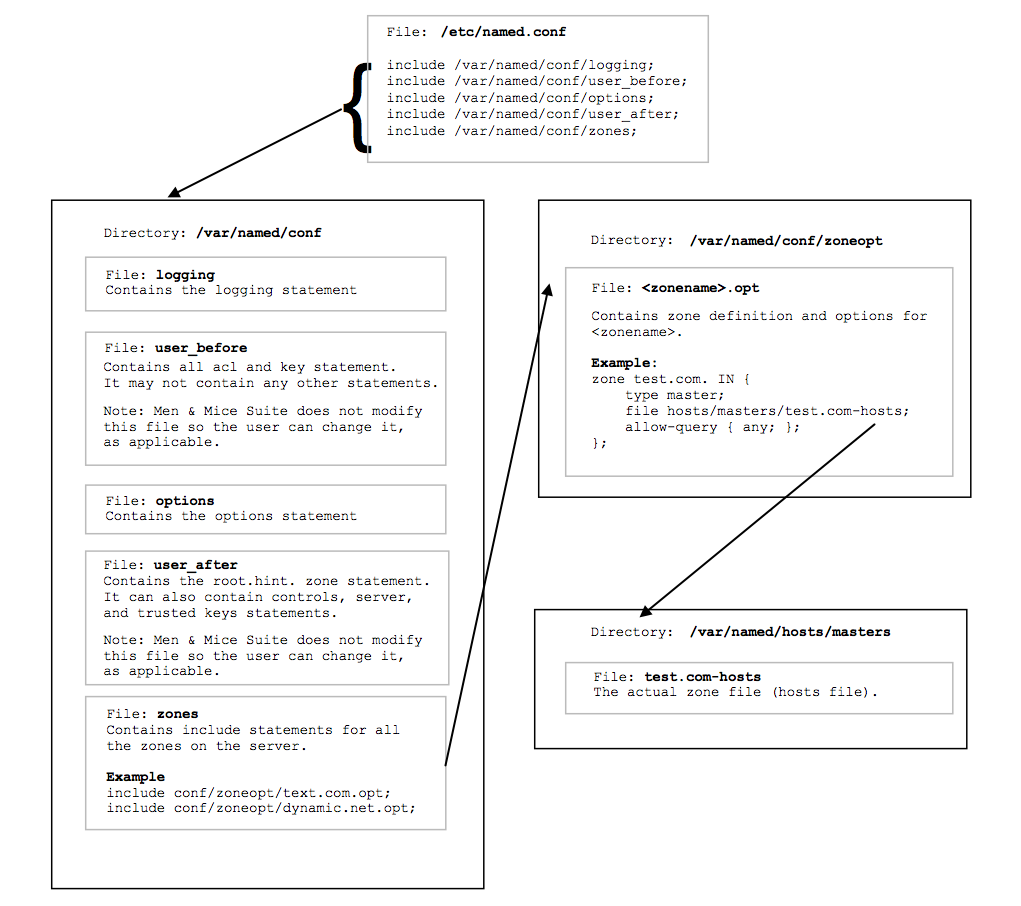 File: /etc/named.conf
include /var/named/conf/logging;
include /var/named/conf/user_before;
include /var/named/conf/options;
include /var/named/conf/user_after;
include /var/named/conf/zones;
Directory: /var/named/conf
File: logging
Contains the logging statement
File: user_before
Contains all acl and key statement.
It may not contain any other statements.
Note: Men & Mice Suite does not modify
this file so the user can change it,
as applicable.
File: options
Contains the options statement
File: user_after
Contains the root.hint. zone statement.
It can also contain controls, server,
and trusted keys statements.
Note: Men & Mice Suite does not modify
this file so the user can change it,
as applicable.
File: zones
Contains include statements for all
the zones on the server.
Example
include conf/zoneopt/text.com.opt;
include conf/zoneopt/dynamic.net.opt;
Directory: /var/named/conf/zoneopt
File: <zonename>.opt
Contains zone definition and options for
<zonename>.
Example:
zone test.com. IN {
type master;
file hosts/masters/test.com-hosts;
allow-query { any; };
};
Directory: /var/named/hosts/masters
File: test.com-hosts
The actual zone file (hosts file).